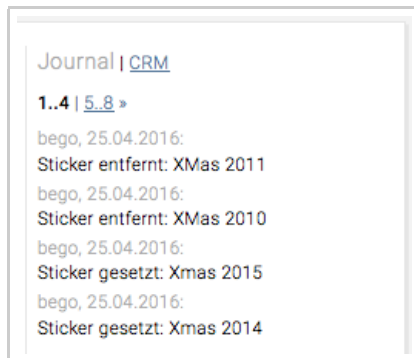 Journal | CRM
1..4 | 5..8 »
bego, 25.04.2016:
Sticker entfernt: XMas 2011
bego, 25.04.2016:
Sticker entfernt: XMas 2010
bego, 25.04.2016:
Sticker gesetzt: Xmas 2015
bego, 25.04.2016:
Sticker gesetzt: Xmas 2014